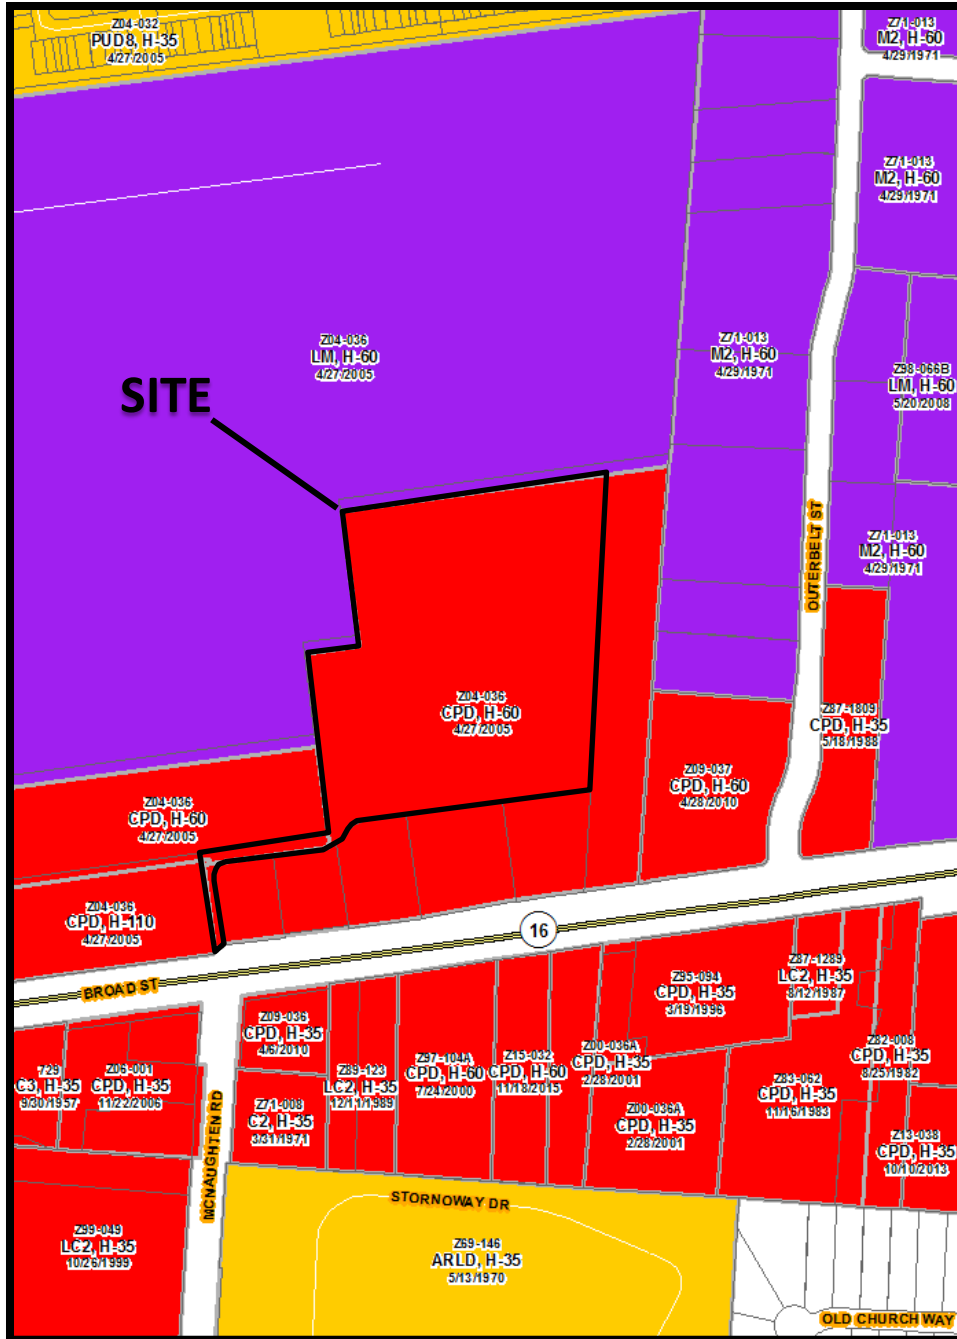 Z04-032
PUD8, H-35
4/27/2005
Z71-013
M2, H-60
4/29/1971
Z71-013
M2, H-60
4/29/1971
Z04-036
LM, H-60
4/27/2005
Z71-013
M2, H-60
4/29/1971
Z98-066B
LM, H-60
5/20/2008
SITE
OUTERBELT ST
Z71-013
M2, H-60
4/29/1971
Z04-036
CPD, H-60
4/27/2005
Z87-1809
CPD, H-35
5/18/1988
Z09-037
CPD, H-60
4/28/2010
Z04-036
CPD, H-60
4/27/2005
Z04-036
CPD, H-110
4/27/2005
16
BROAD ST
Z87-1289
LC2, H-35
8/12/1987
Z95-094
CPD, H-35
3/19/1996
Z09-036
CPD, H-35
4/6/2010
Z82-008
CPD, H-35
8/25/1982
729
C3, H-35
9/30/1957
Z06-001
CPD, H-35
11/22/2006
Z89-123
LC2, H-35
12/11/1989
Z97-104A
CPD, H-60
7/24/2000
Z15-032
CPD, H-60
11/18/2015
Z00-036A
CPD, H-35
2/28/2001
Z83-062
CPD, H-35
11/16/1983
Z71-008
C2, H-35
3/31/1971
Z00-036A
CPD, H-35
2/28/2001
Z13-038
CPD, H-35
10/10/2013
MCNAUGHTEN RD
STORNOWAY DR
Z99-049
LC2, H-35
10/26/1999
Z69-146
ARLD, H-35
5/13/1970
OLD CHURCH WAY